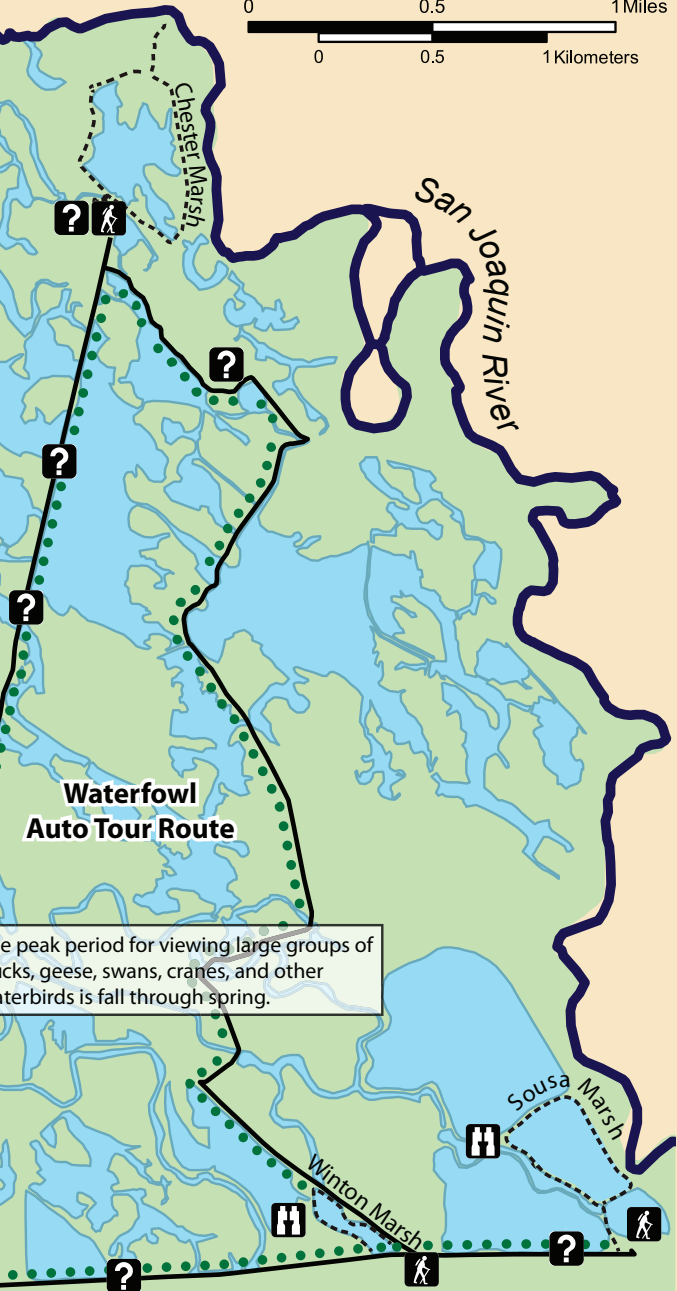 0 0.5 1 Miles
0 0.5 1 Kilometers
Chester Marsh
San Joaquin River
?
?
?
?
Waterfowl
Auto Tour Route
e peak period for viewing large groups of
cks, geese, swans, cranes, and other
terbirds is fall through spring.
Sousa Marsh
Winton Marsh
?
?